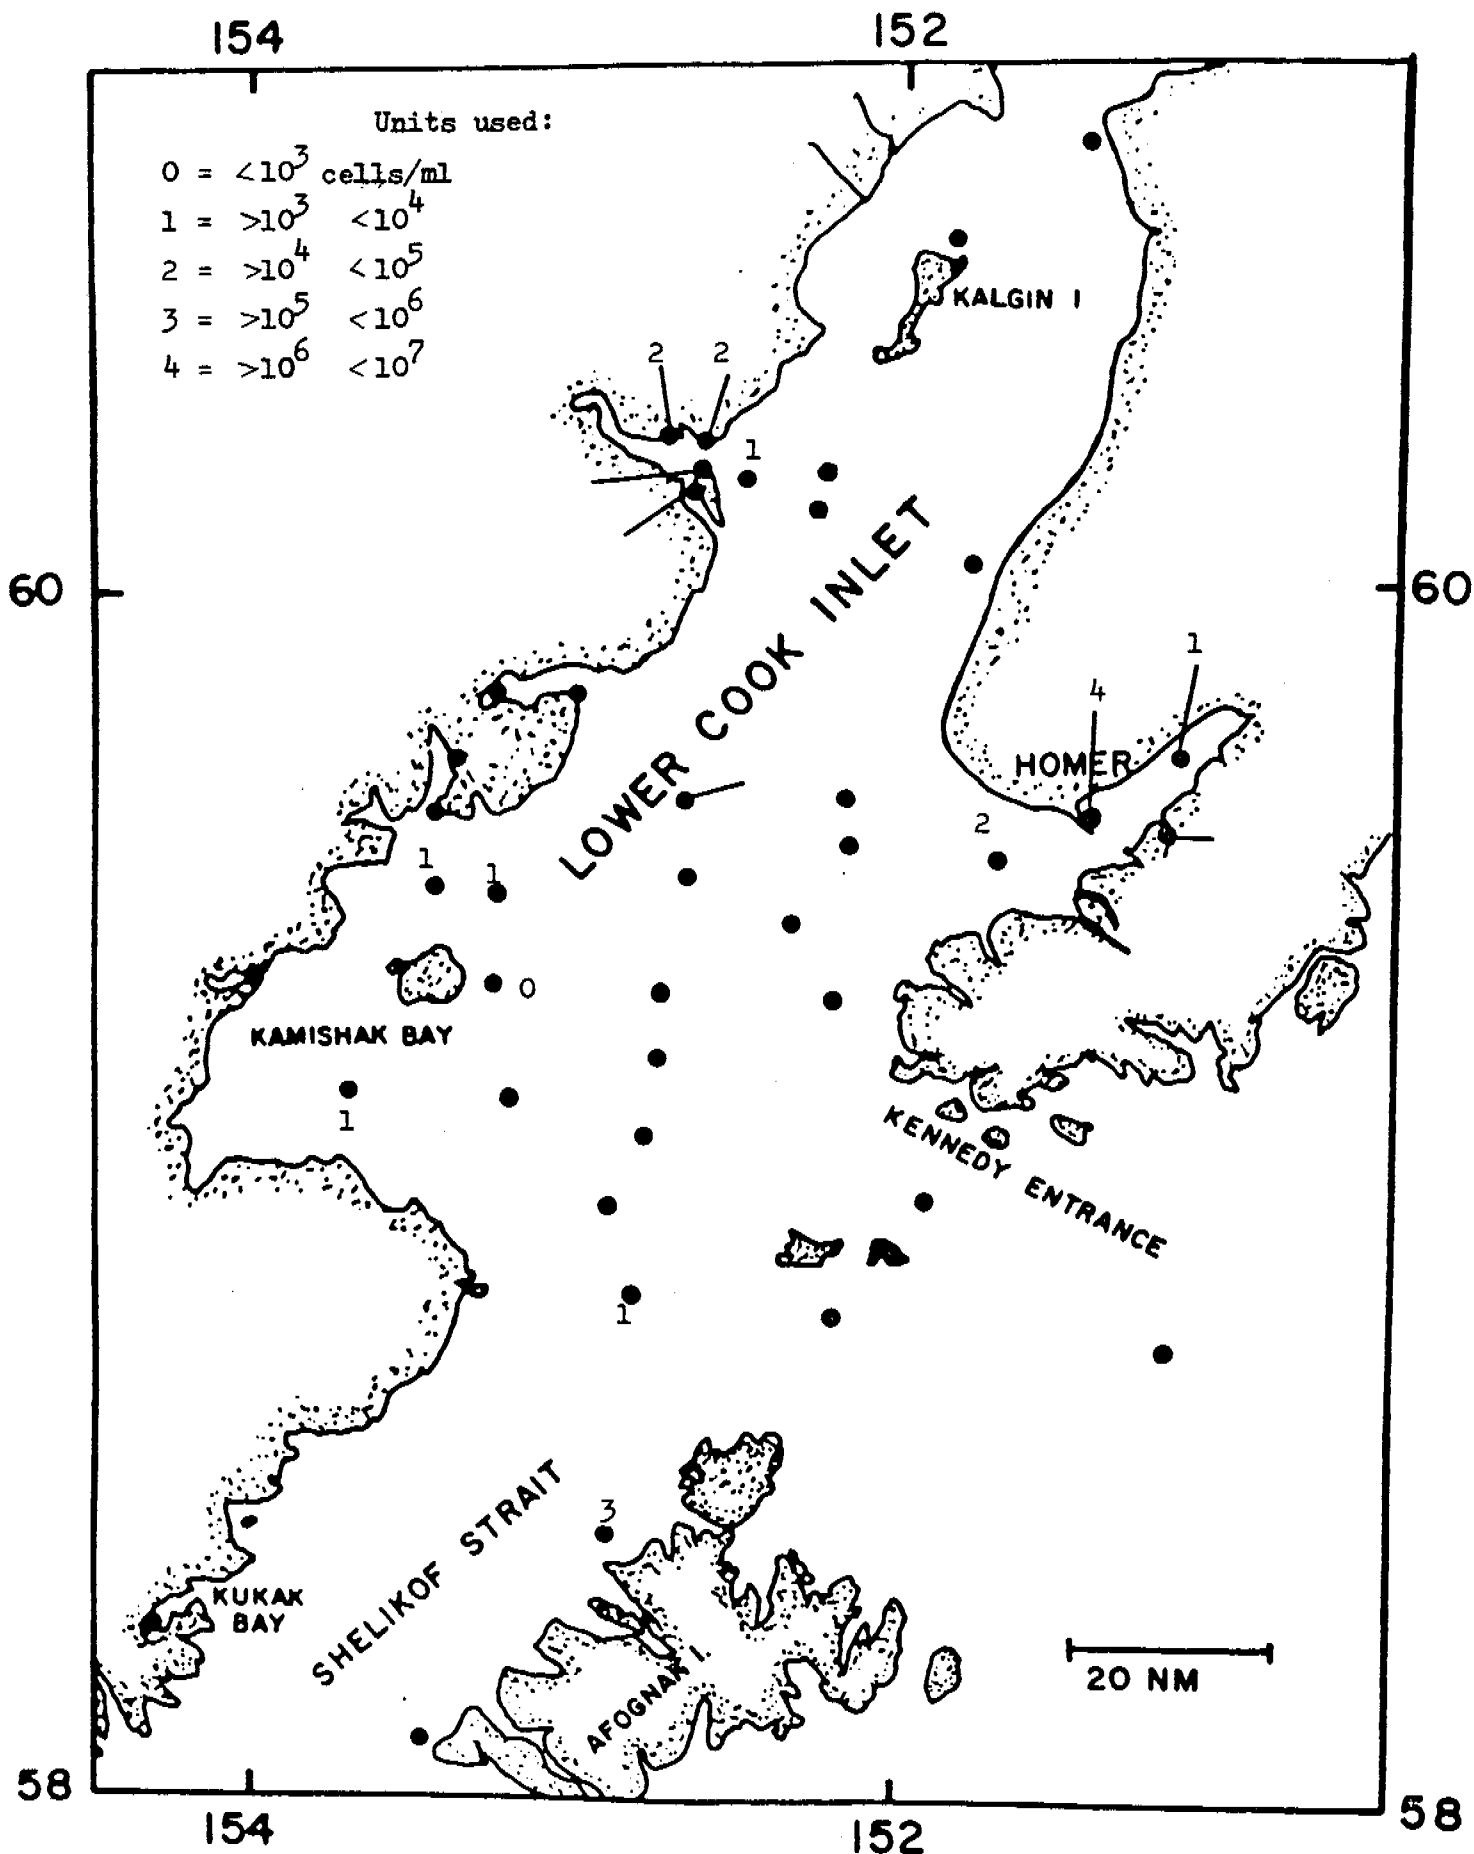 154 152
Units used:
0 = <10³ cells/ml
1 = >10³ <10⁴
2 = >10⁴ <10⁵
3 = >10⁵ <10⁶
4 = >10⁶ <10⁷
KALGIN I
2 2
1
LOWER COOK INLET
60 60
1
4
HOMER
2
1 1
0
KAMISHAK BAY
1
KENNEDY ENTRANCE
1
SHELIKOF STRAIT
3
KUKAK
BAY
AFOGNAK I.
20 NM
58 58
154 152